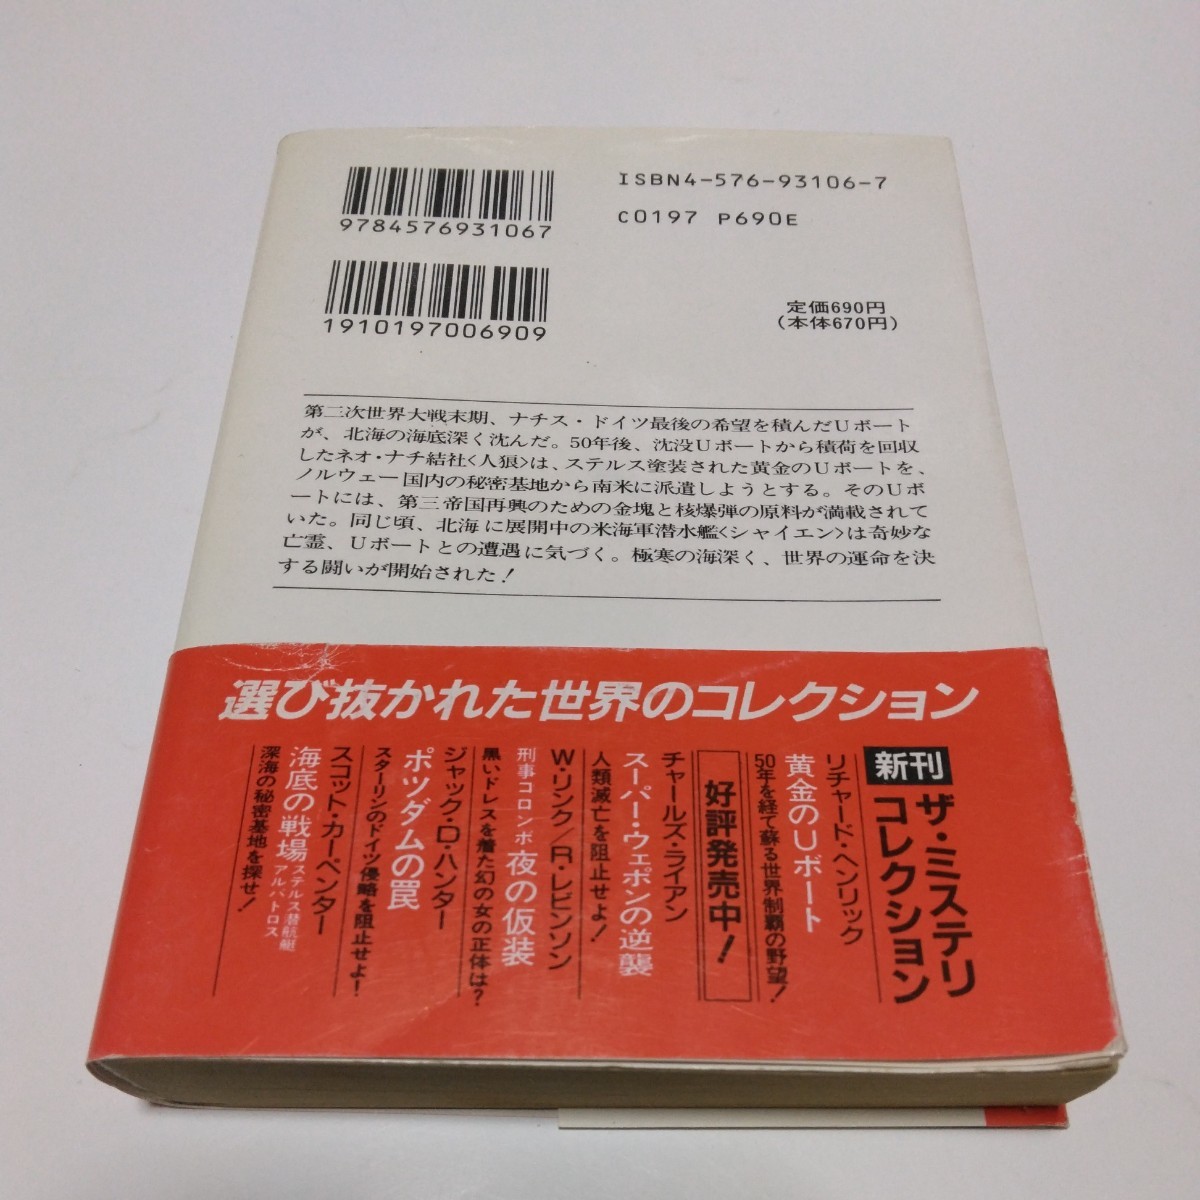 ISBN4-576-93106-7
C0197 P690E
9784576931067
1910197006909
定価690円
(本体670円)
第二次世界大戦末期、ナチス・ドイツ最後の希望を積んだUボート
が、北海の海底深く沈んだ。50年後、沈没Uボートから積荷を回収
したネオ・ナチ結社〈人狼〉は、ステルス塗装された黄金のUボートを、
ノルウェー国内の秘密基地から南米に派遣しようとする。そのUボ
ートには、第三帝国再興のための金塊と核爆弾の原料が満載されて
いた。同じ頃、北海に展開中の米海軍潜水艦〈シャイエン〉は奇妙な
亡霊、Uボートとの遭遇に気づく。極寒の海深く、世界の運命を決
する闘いが開始された!
選び抜かれた世界のコレクション
新刊 ザ・ミステリ
コレクション
リチャード・ヘンリック
黄金のUボート
50年を経て蘇る世界制覇の野望!
好評発売中!
チャールズ・ライアン
スーパー・ウェポンの逆襲
人類滅亡を阻止せよ!
W・リンク/R・レビンソン
刑事コロンボ 夜の仮装
黒いドレスを着た幻の女の正体は?
ジャック・D・ハンター
ポツダムの罠
スターリンのドイツ侵略を阻止せよ!
スコット・カーペンター
海底の戦場 ステルス潜航艇
アルバトロス
深海の秘密基地を探せ!